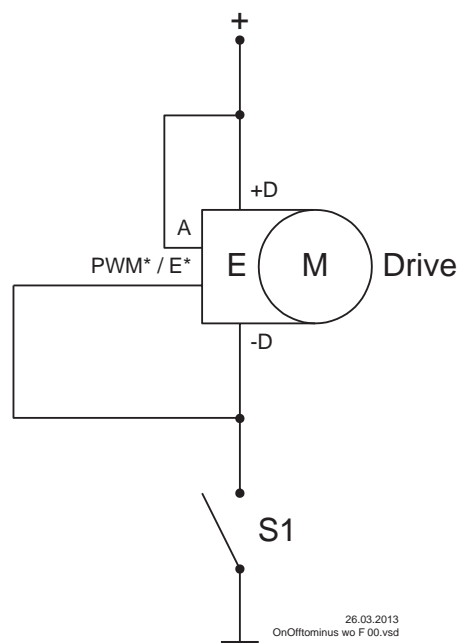 +
+D
A
PWM* / E*
E
M
Drive
-D
S1
26.03.2013
OnOfftominus wo F 00.vsd